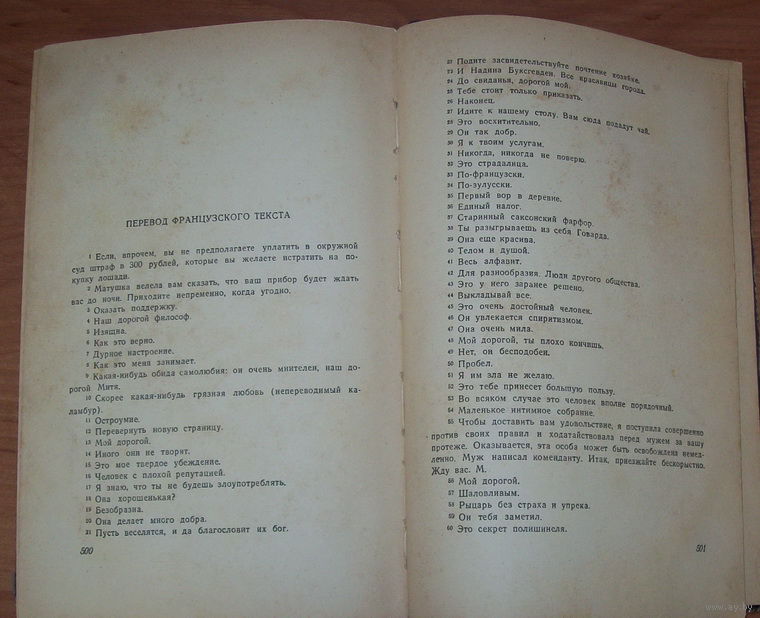 ПЕРЕВОД ФРАНЦУЗСКОГО ТЕКСТА
1 Если, впрочем, вы не предполагаете уплатить в окружной
суд штраф в 300 рублей, которые вы желаете истратить на по-
купку лошади.
2 Матушка велела вам сказать, что ваш прибор будет ждать
вас до ночи. Приходите непременно, когда угодно.
3 Оказать поддержку.
4 Наш дорогой философ.
5 Изящна.
6 Как это верно.
7 Дурное настроение.
8 Как это меня занимает.
9 Какая-нибудь обида самолюбия: он очень мнителен, наш до-
рогой Митя.
10 Скорее какая-нибудь грязная любовь (непереводимый ка-
ламбур).
11 Остроумие.
12 Перевернуть новую страницу.
13 Мой дорогой.
14 Иного они не творят.
15 Это мое твердое убеждение.
16 Человек с плохой репутацией.
17 Я знаю, что ты не будешь злоупотреблять.
18 Она хорошенькая?
19 Безобразна.
20 Она делает много добра.
21 Пусть веселятся, и да благословит их бог.
500
22 Подите засвидетельствуйте почтение хозяйке.
23 И Надина Буксгевден. Все красавицы города.
24 До свиданья, дорогой мой.
25 Тебе стоит только приказать.
26 Наконец.
27 Идите к нашему столу. Вам сюда подадут чай.
28 Это восхитительно.
29 Он так добр.
30 Я к твоим услугам.
31 Никогда, никогда не поверю.
32 Это страдалица.
33 По-французски.
34 По-зулусски.
35 Первый вор в деревне.
36 Единый налог.
37 Старинный саксонский фарфор.
38 Ты разыгрываешь из себя Говарда.
39 Она еще красива.
40 Телом и душой.
41 Весь алфавит.
42 Для разнообразия. Люди другого общества.
43 Это у него заранее решено.
44 Выкладывай все.
45 Это очень достойный человек.
46 Он увлекается спиритизмом.
47 Она очень мила.
48 Мой дорогой, ты плохо кончишь.
49 Нет, он бесподобен.
50 Пробел.
51 Я им зла не желаю.
52 Это тебе принесет большую пользу.
53 Во всяком случае это человек вполне порядочный.
54 Маленькое интимное собрание.
55 Чтобы доставить вам удовольствие, я поступила совершенно
против своих правил и ходатайствовала перед мужем за вашу
протеже. Оказывается, эта особа может быть освобождена немед-
ленно. Муж написал коменданту. Итак, приезжайте бескорыстно.
Жду вас. М.
56 Мой дорогой.
57 Шаловливым.
58 Рыцарь без страха и упрека.
59 Он тебя заметил.
60 Это секрет полишинеля.
501
www.ay.by